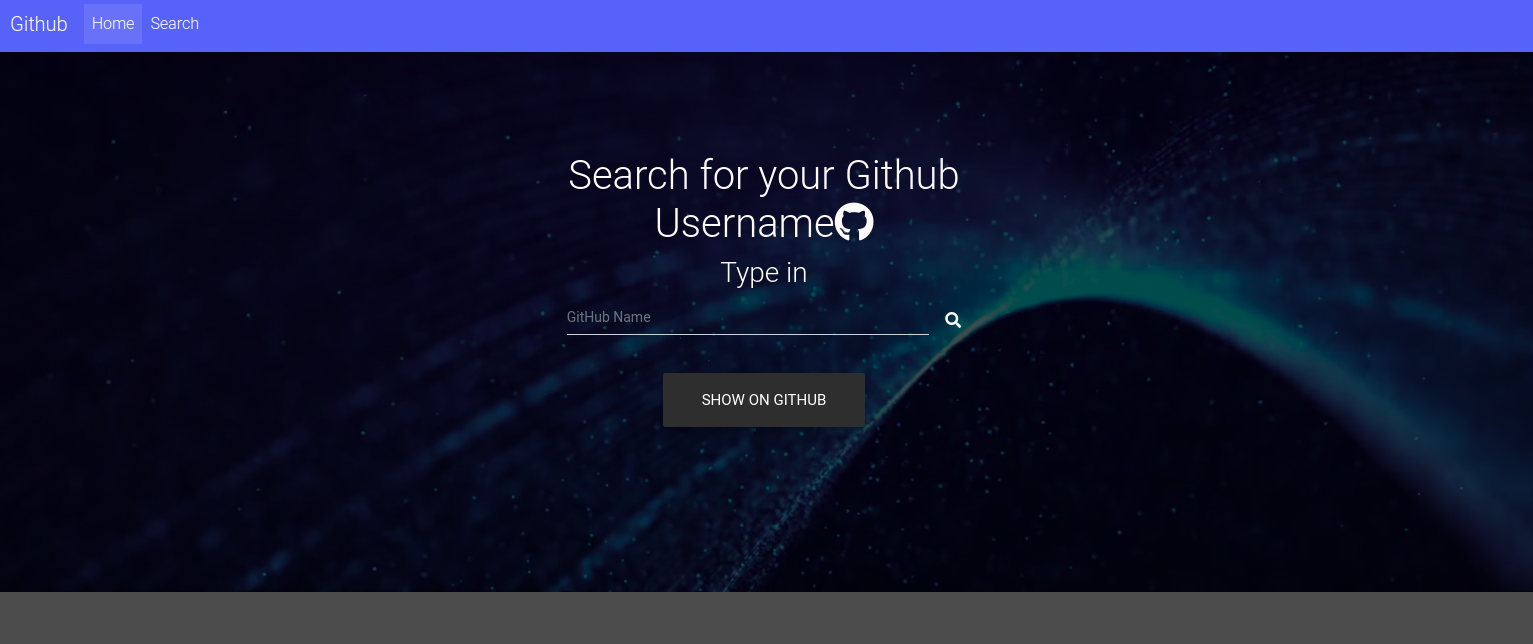 Github Home Search
Search for your Github
Username
Type in
GitHub Name
SHOW ON GITHUB